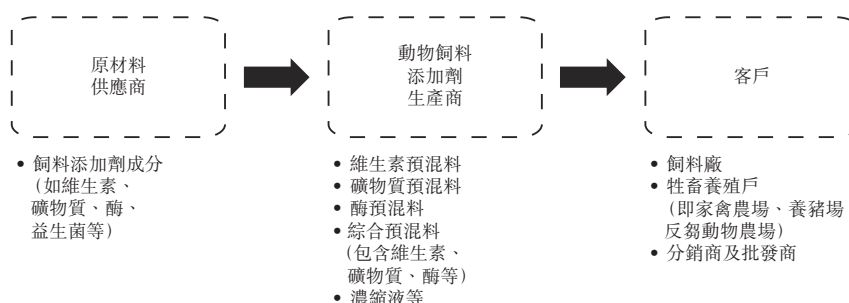 原材料
供應商
動物飼料
添加劑
生產商
客戶
• 飼料添加劑成分
(如維生素、
礦物質、酶、
益生菌等)
• 維生素預混料
• 礦物質預混料
• 酶預混料
• 綜合預混料
(包含維生素、
礦物質、酶等)
• 濃縮液等
• 飼料廠
• 牲畜養殖戶
(即家禽農場、養豬場
反芻動物農場)
• 分銷商及批發商